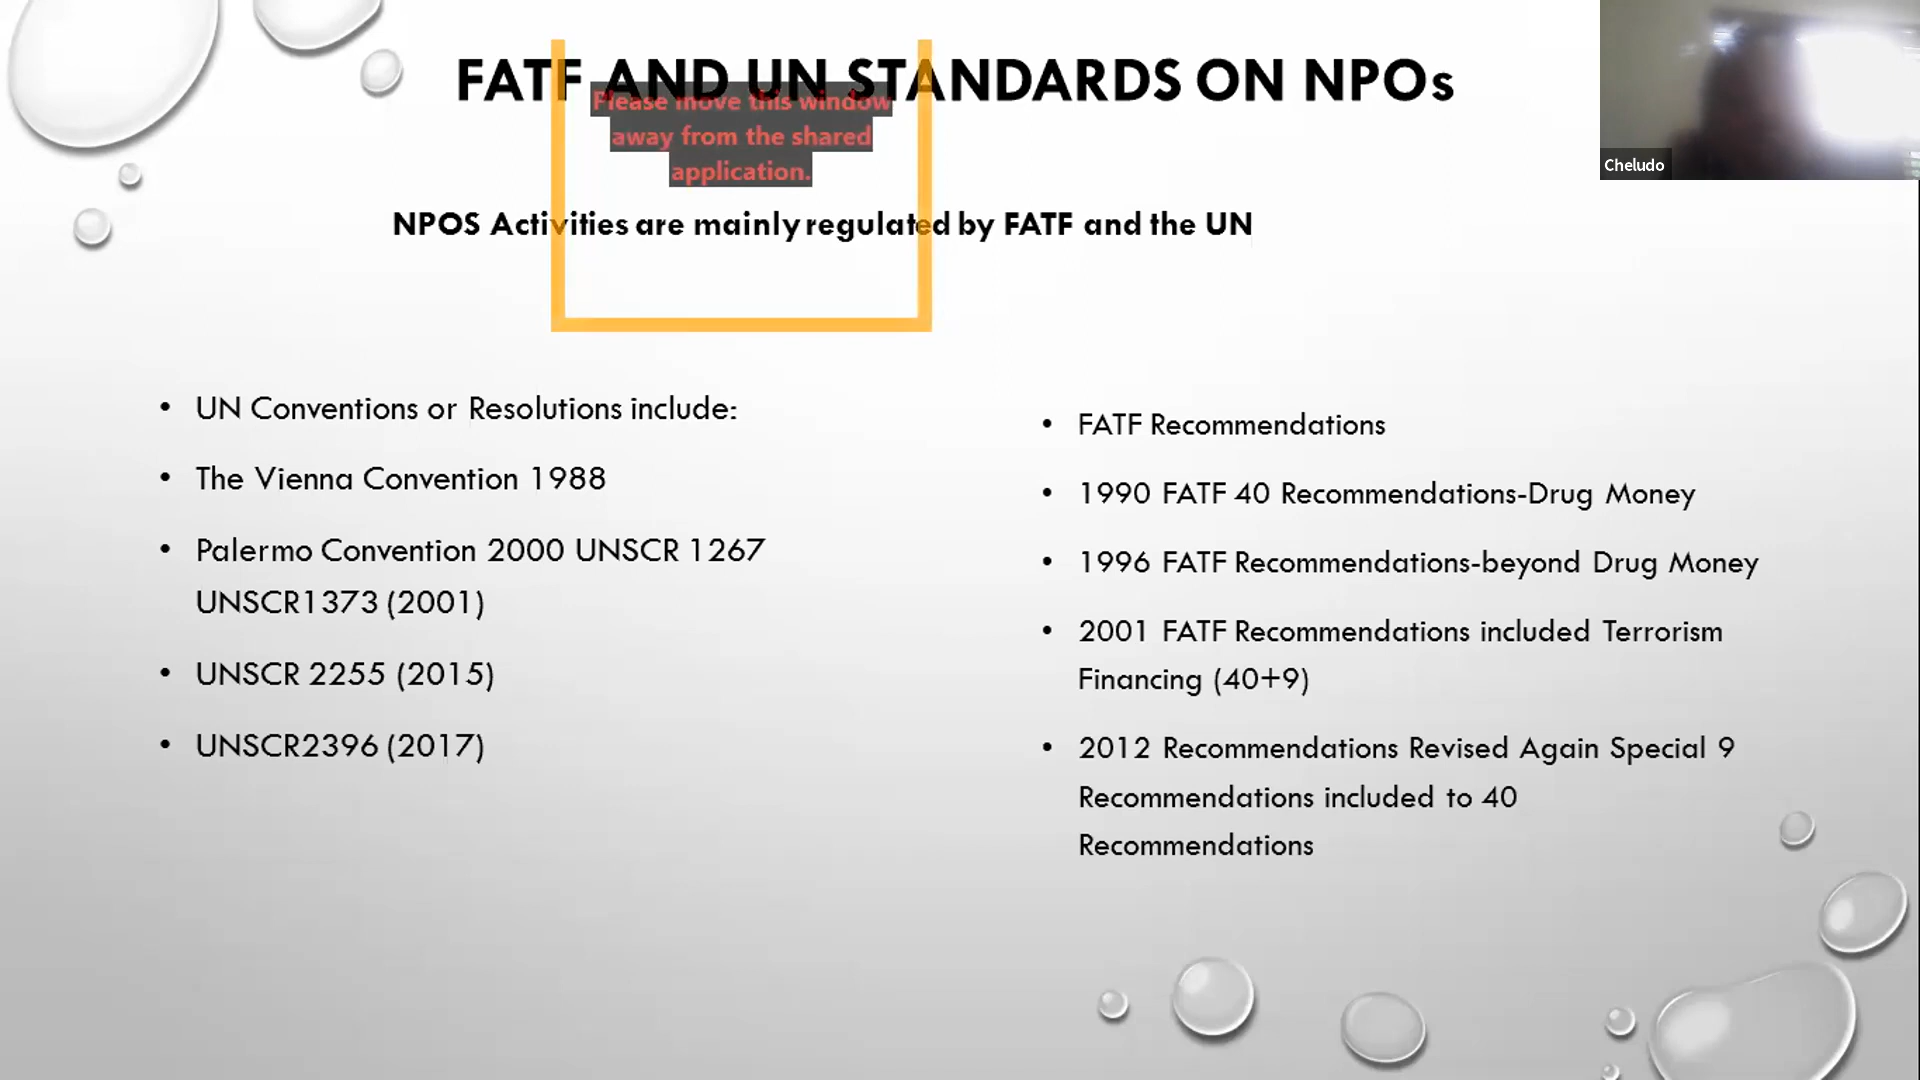 FATF AND UN STANDARDS ON NPOs
Please move this window
away from the shared
application.
Cheludo
NPOS Activities are mainly regulated by FATF and the UN
• UN Conventions or Resolutions include:
• The Vienna Convention 1988
• Palermo Convention 2000 UNSCR 1267
UNSCR1373 (2001)
• UNSCR 2255 (2015)
• UNSCR2396 (2017)
• FATF Recommendations
• 1990 FATF 40 Recommendations-Drug Money
• 1996 FATF Recommendations-beyond Drug Money
• 2001 FATF Recommendations included Terrorism
Financing (40+9)
• 2012 Recommendations Revised Again Special 9
Recommendations included to 40
Recommendations